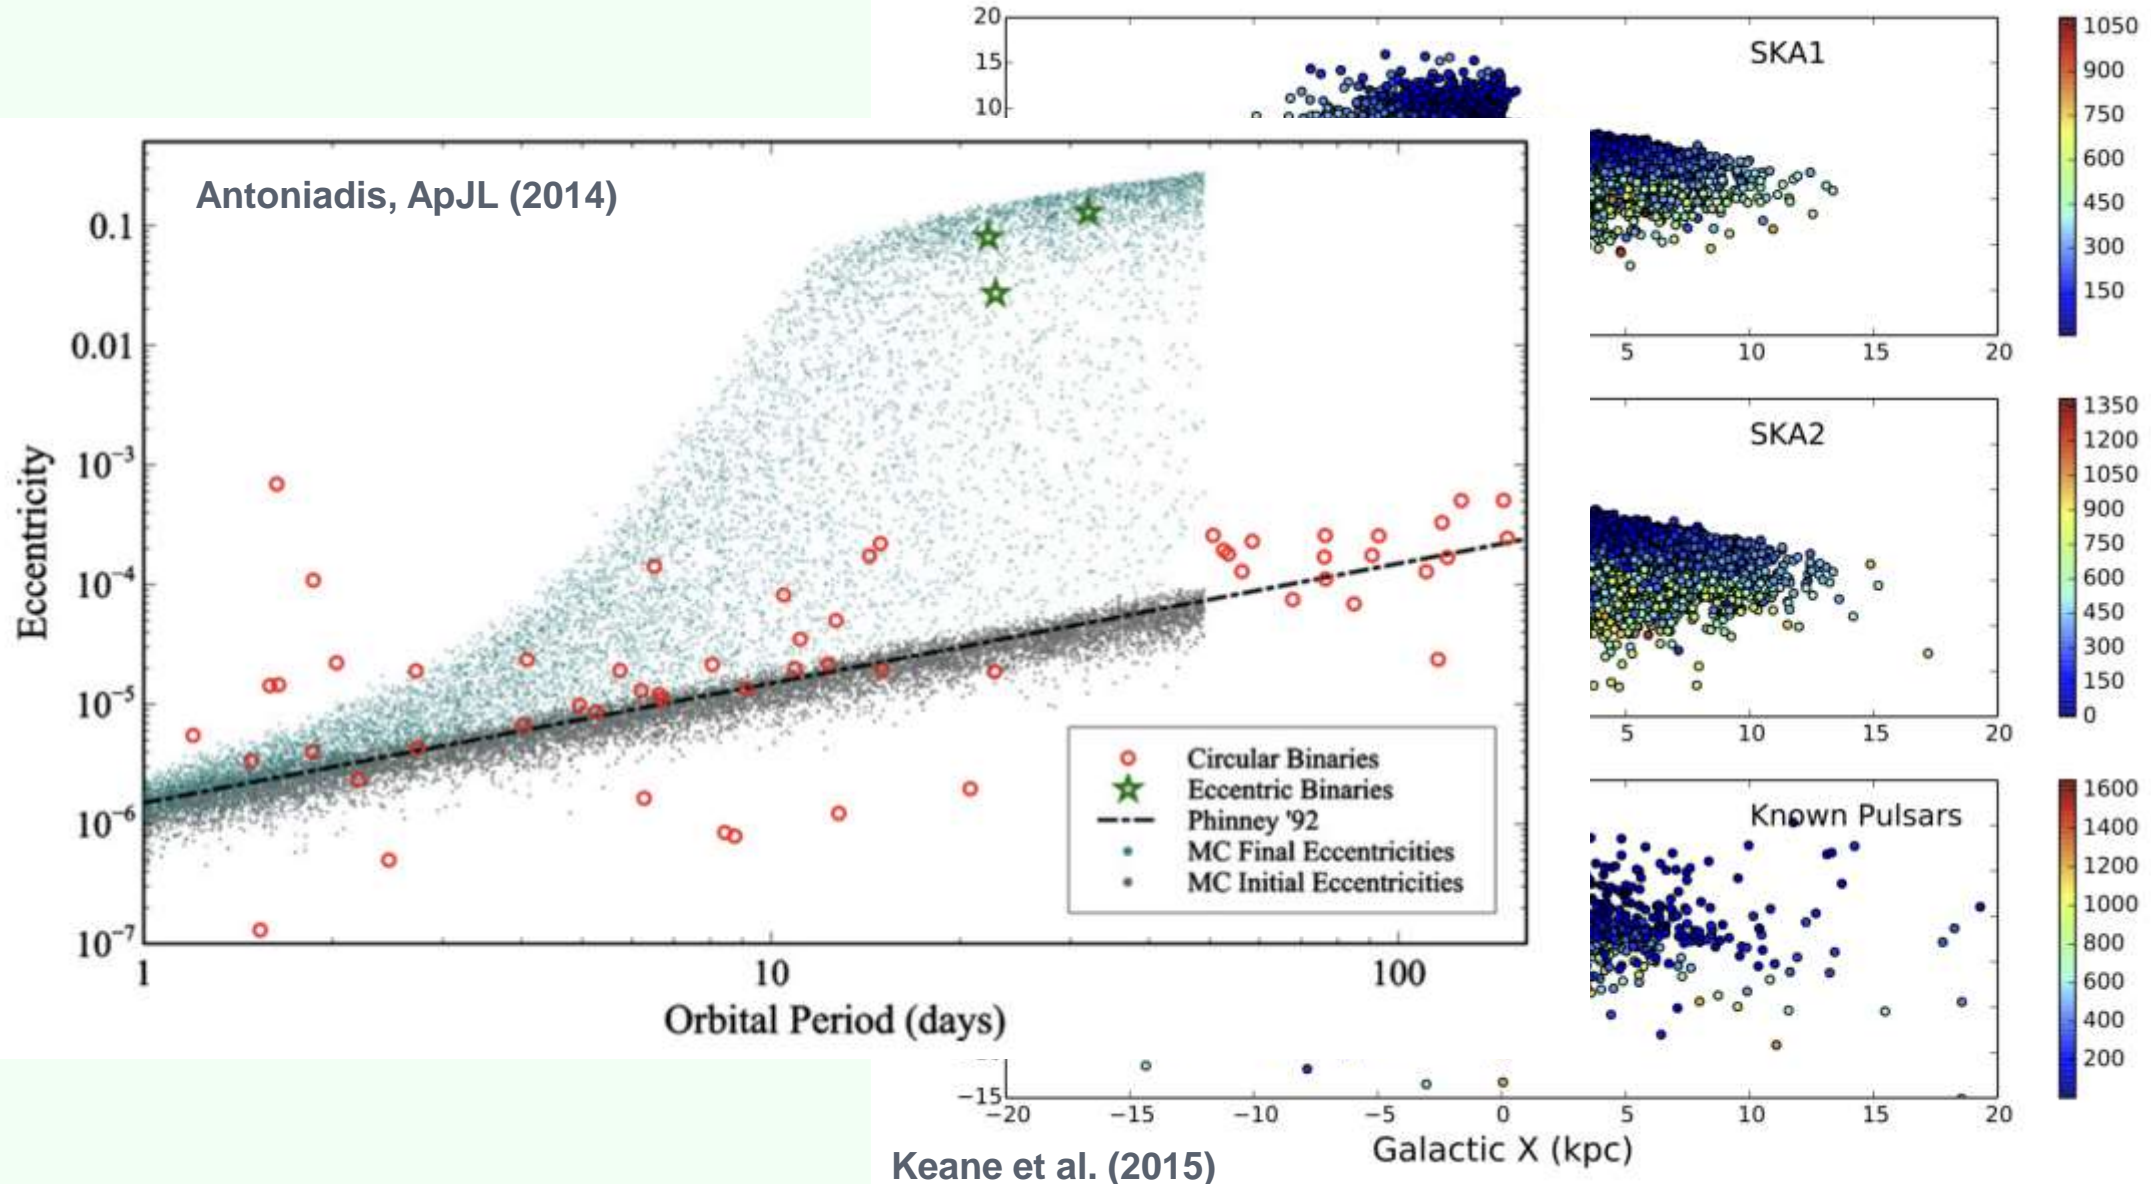 Antoniadis, ApJL (2014)
Eccentricity
0.1
0.01
10⁻³
10⁻⁴
10⁻⁵
10⁻⁶
10⁻⁷
1 10 100
Orbital Period (days)
Circular Binaries
Eccentric Binaries
Phinney '92
MC Final Eccentricities
MC Initial Eccentricities
20
15
10
SKA1
5 10 15 20
1050
900
750
600
450
300
150
SKA2
5 10 15 20
1350
1200
1050
900
750
600
450
300
150
0
Known Pulsars
1600
1400
1200
1000
800
600
400
200
−15
−20 −15 −10 −5 0 5 10 15 20
Galactic X (kpc)
Keane et al. (2015)